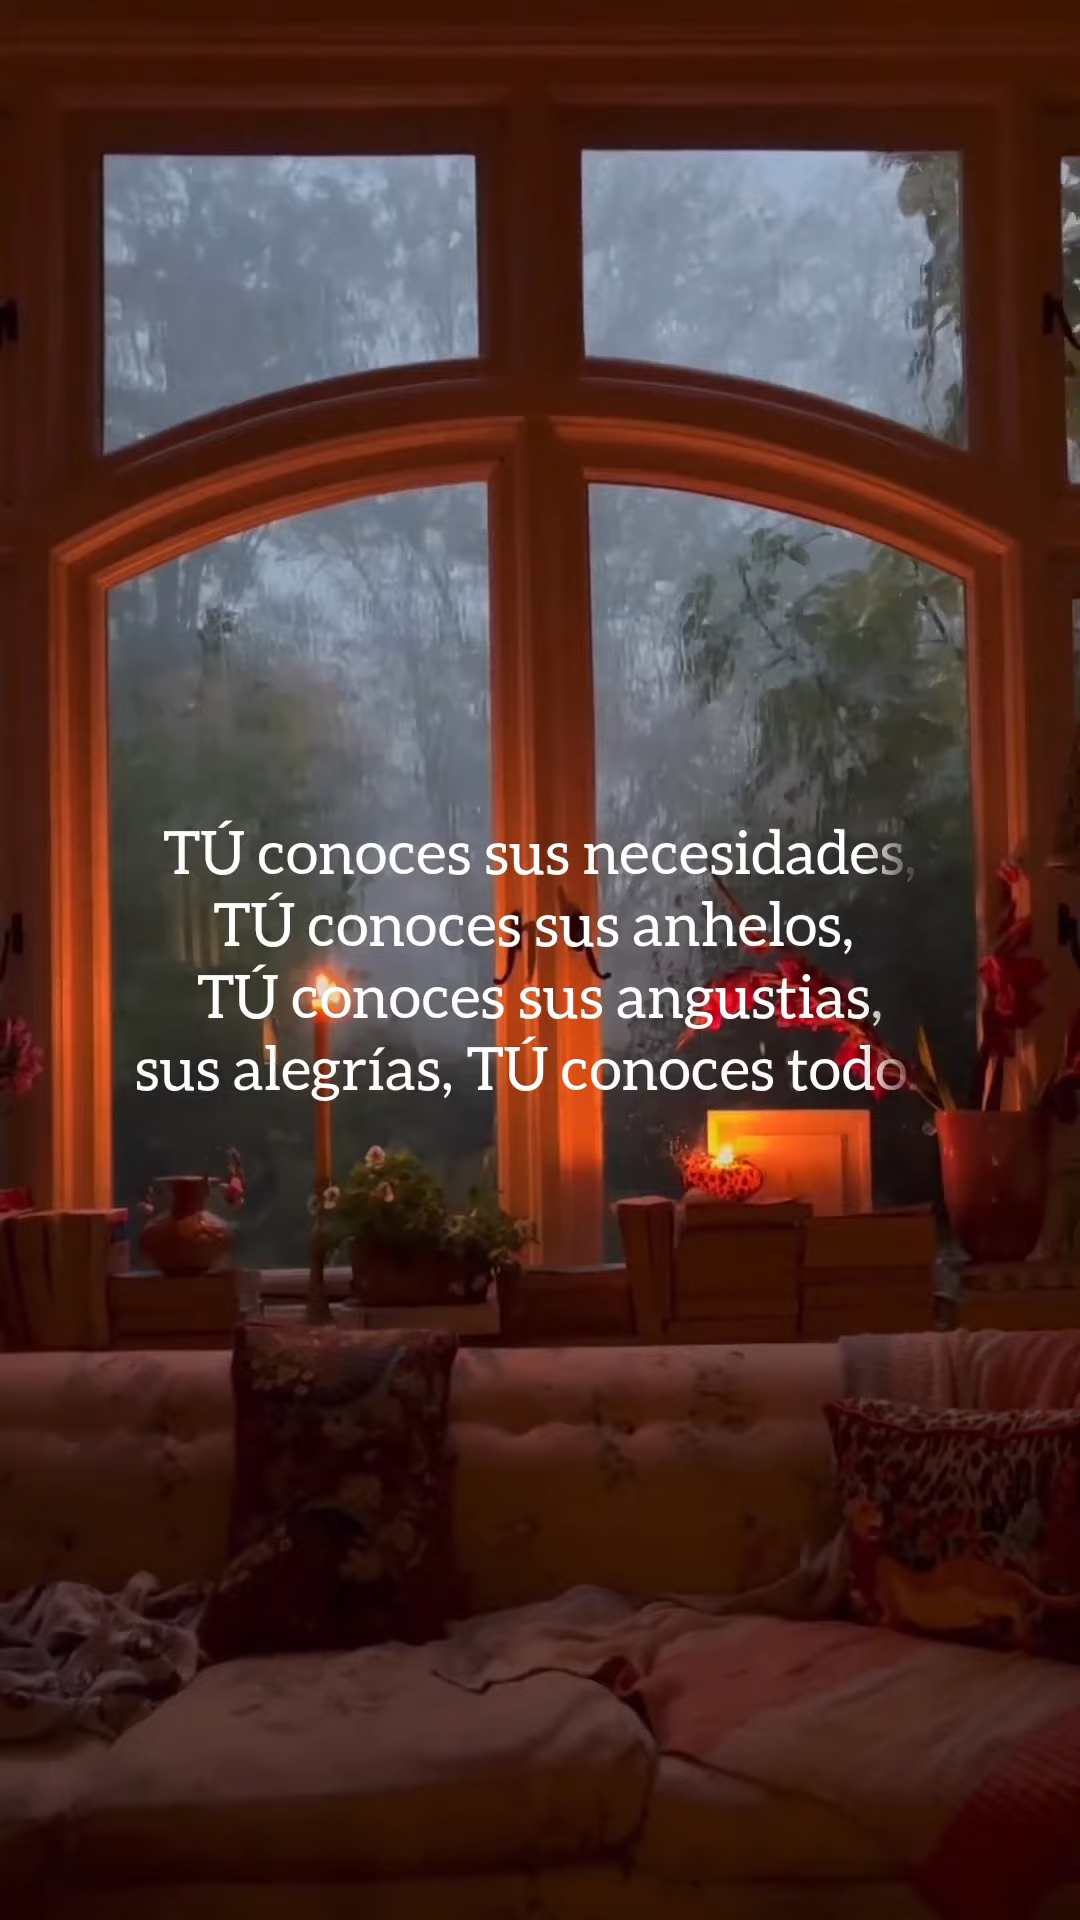 TÚ conoces sus necesidades,
TÚ conoces sus anhelos,
TÚ conoces sus angustias,
sus alegrías, TÚ conoces todo.